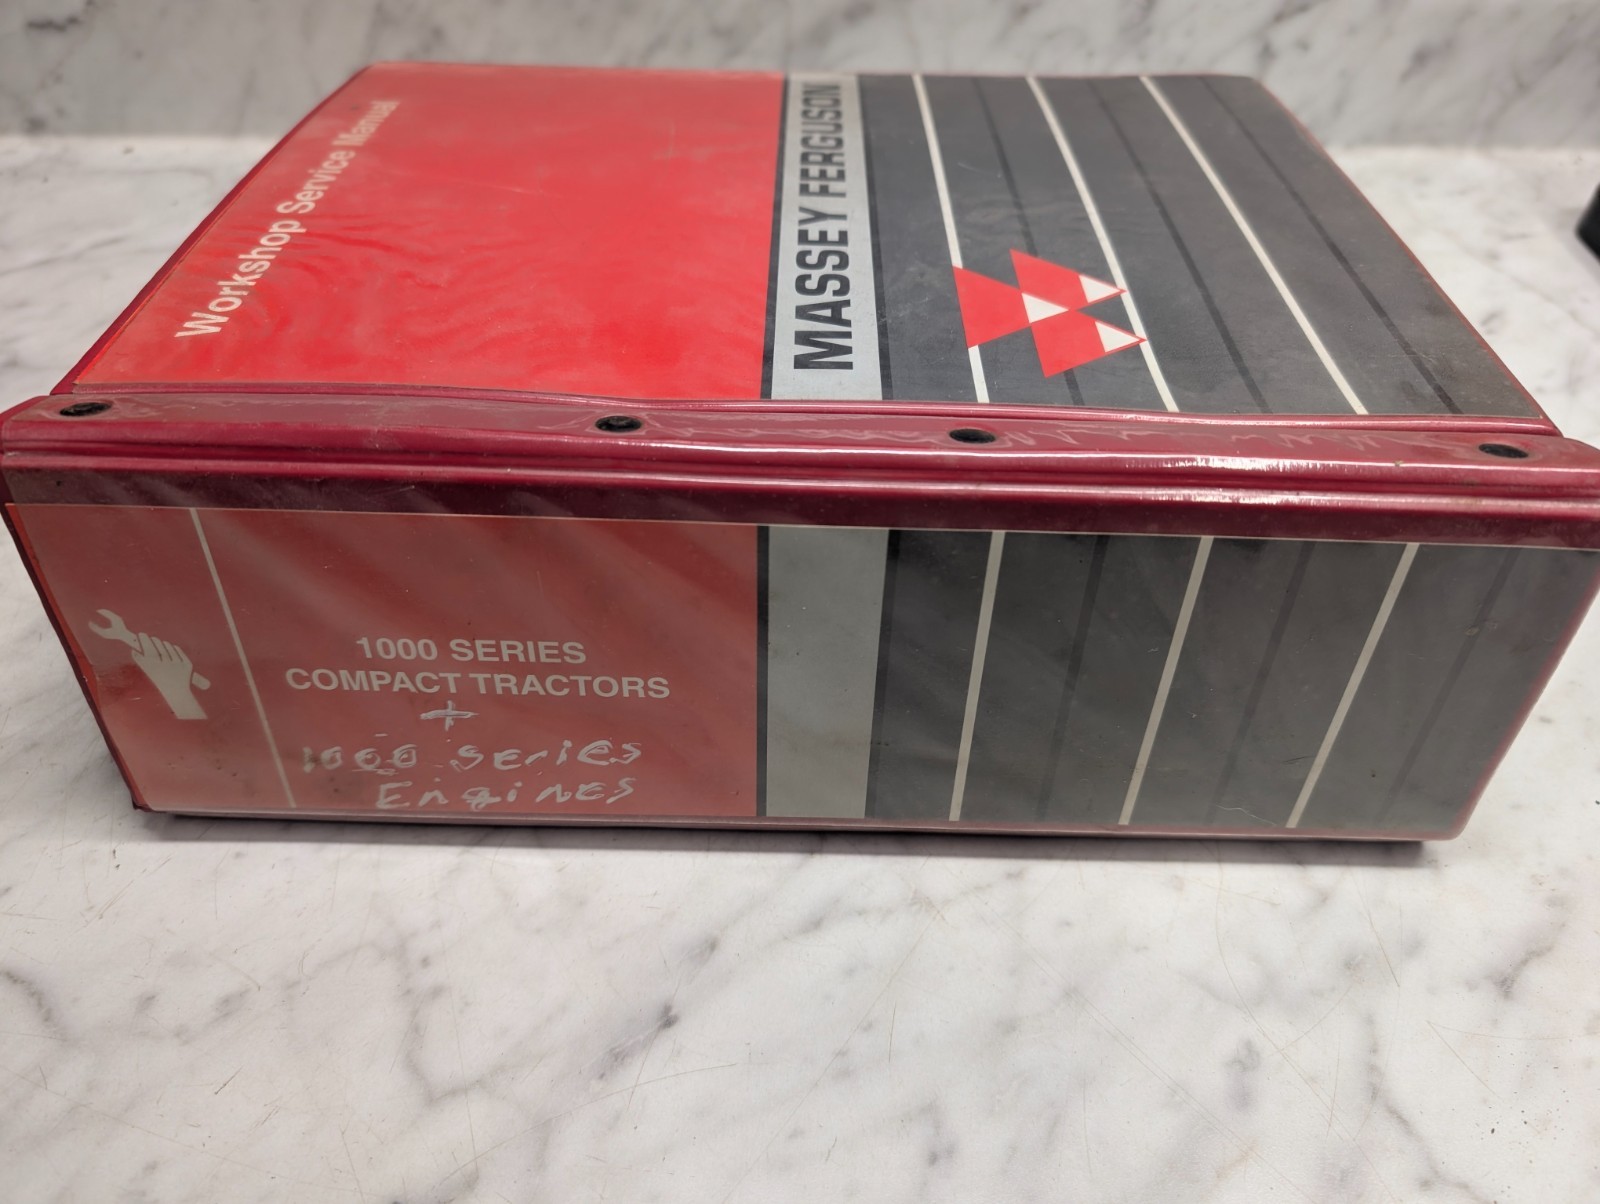 Workshop Service Manual
MASSEY FERGUSON
1000 SERIES
COMPACT TRACTORS
+
1000 Series
Engines